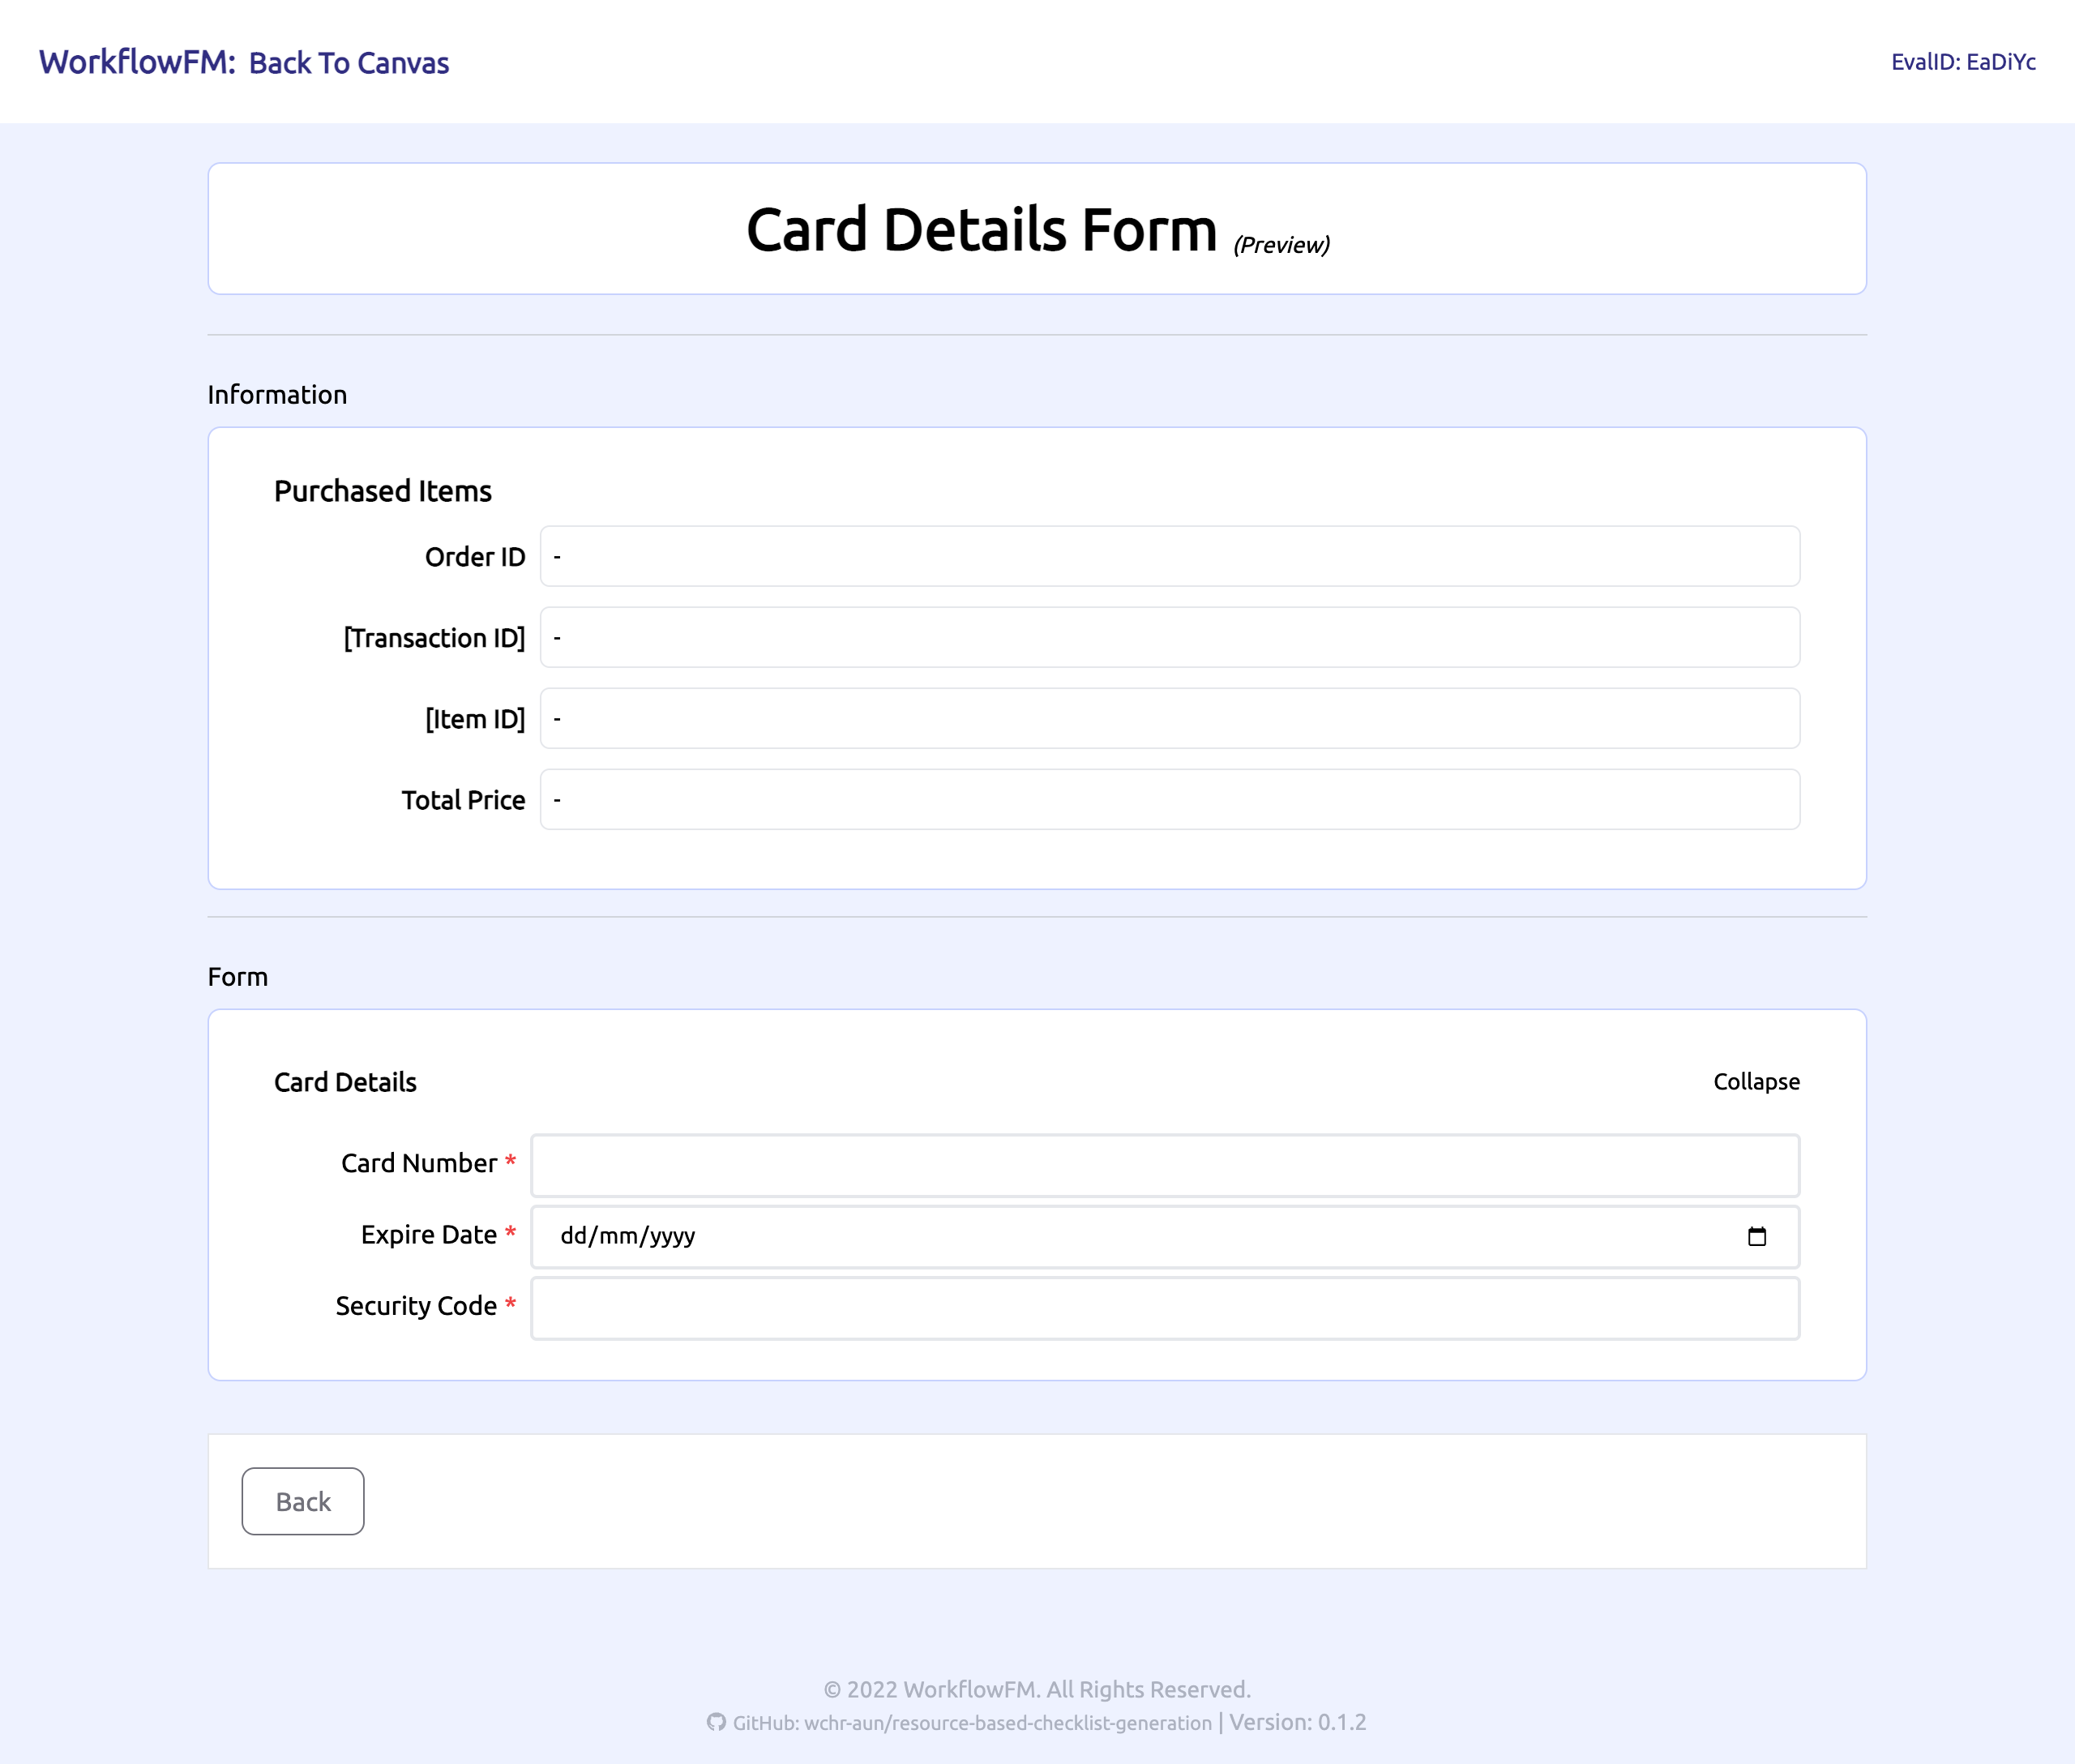 WorkflowFM: Back To Canvas EvalID: EaDiYc
Card Details Form (Preview)
Information
Purchased Items
Order ID -
[Transaction ID] -
[Item ID] -
Total Price -
Form
Card Details Collapse
Card Number *
Expire Date * dd/mm/yyyy
Security Code *
Back
© 2022 WorkflowFM. All Rights Reserved.
GitHub: wchr-aun/resource-based-checklist-generation | Version: 0.1.2